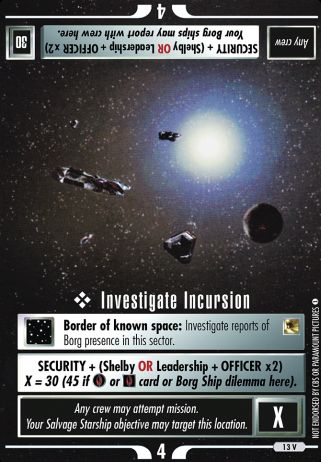 4
SECURITY + (Shelby OR Leadership + OFFICER x2)
Your Borg ships may report with crew here.
30
Any crew
Investigate Incursion
Border of known space: Investigate reports of
Borg presence in this sector.
SECURITY + (Shelby OR Leadership + OFFICER x2)
X = 30 (45 if or card or Borg Ship dilemma here).
Any crew may attempt mission.
Your Salvage Starship objective may target this location.
X
4
13 V
NOT ENDORSED BY CBS OR PARAMOUNT PICTURES